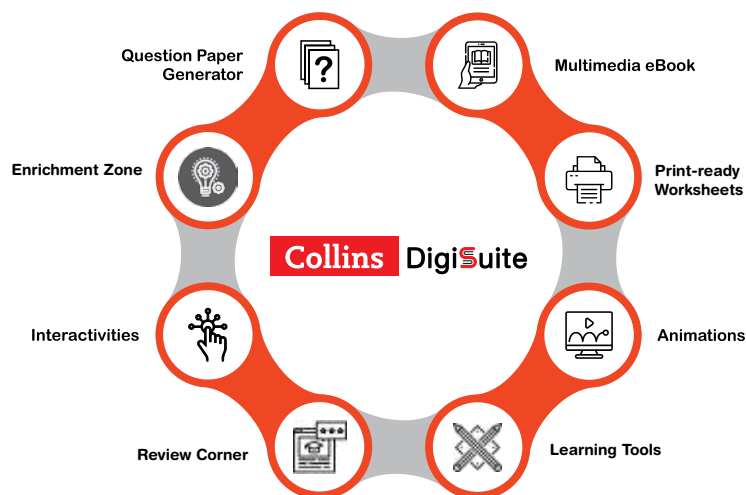 Question Paper
Generator
Multimedia eBook
Enrichment Zone
Print-ready
Worksheets
Collins DigiSuite
Interactivities
Animations
Review Corner
Learning Tools